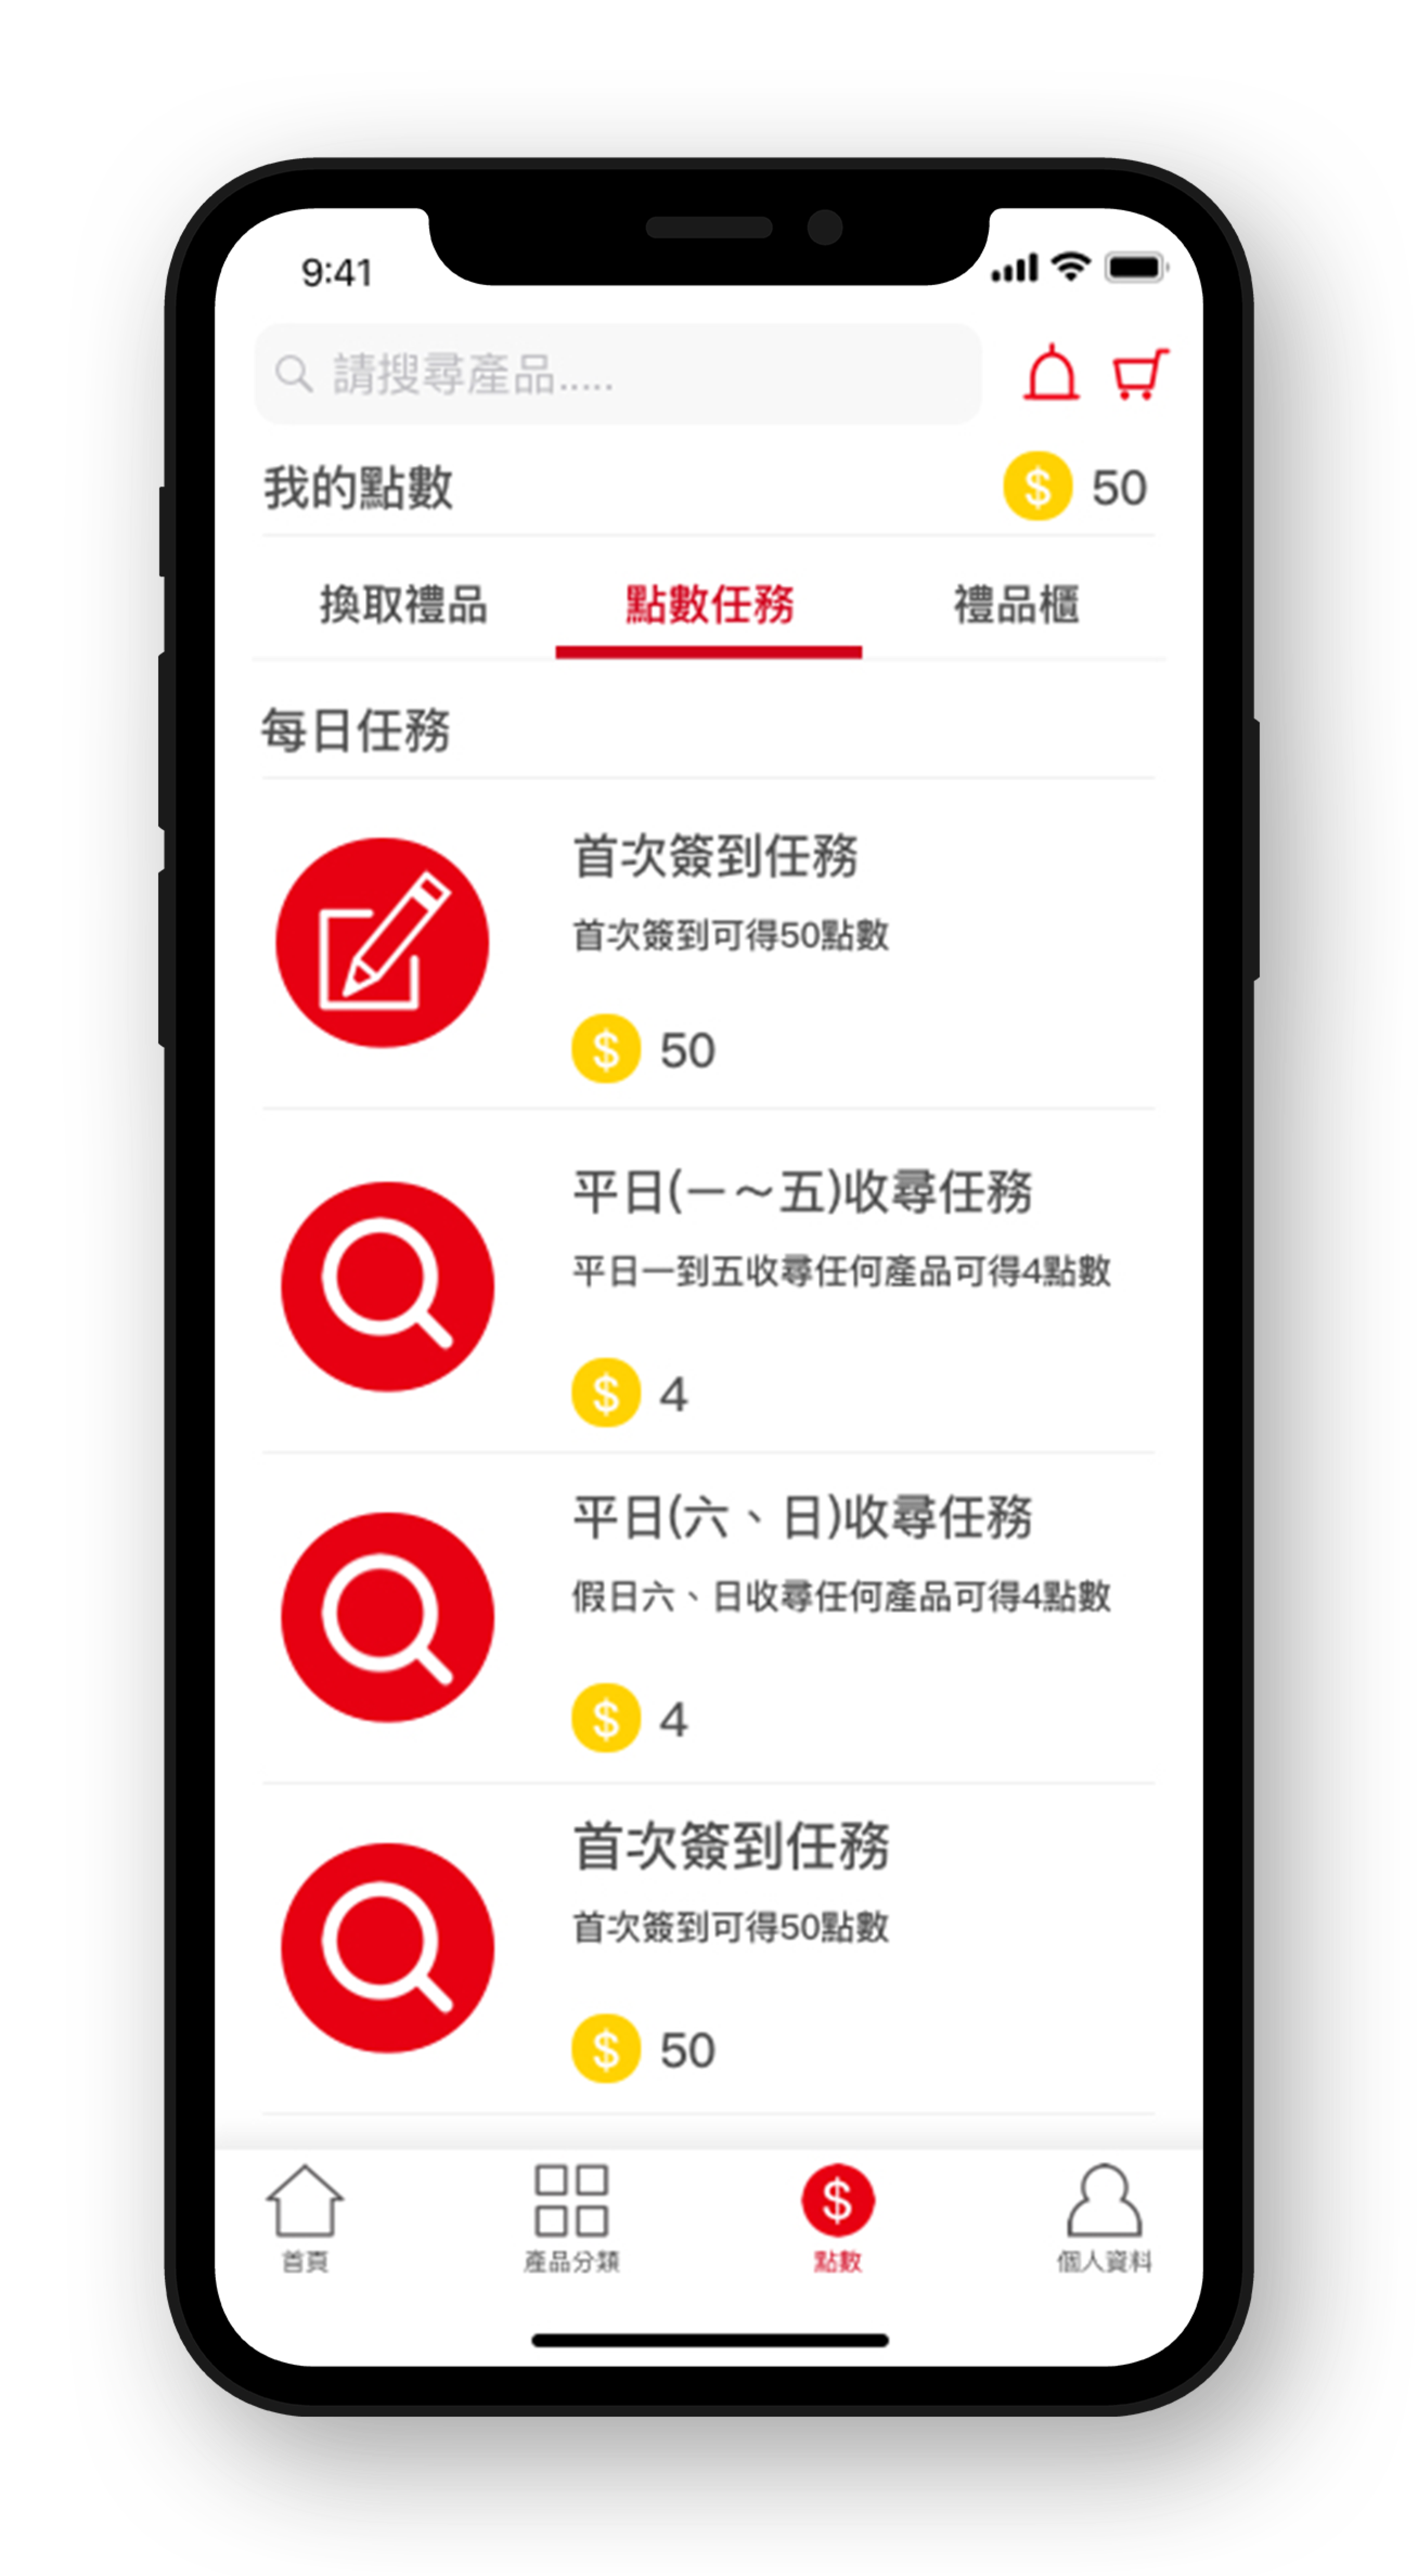 9:41
請搜尋產品.....
我的點數
$ 50
換取禮品 點數任務 禮品櫃
每日任務
首次簽到任務
首次簽到可得50點數
$ 50
平日(一～五)收尋任務
平日一到五收尋任何產品可得4點數
$ 4
平日(六、日)收尋任務
假日六、日收尋任何產品可得4點數
$ 4
首次簽到任務
首次簽到可得50點數
$ 50
$
首頁 產品分類 點數 個人資料